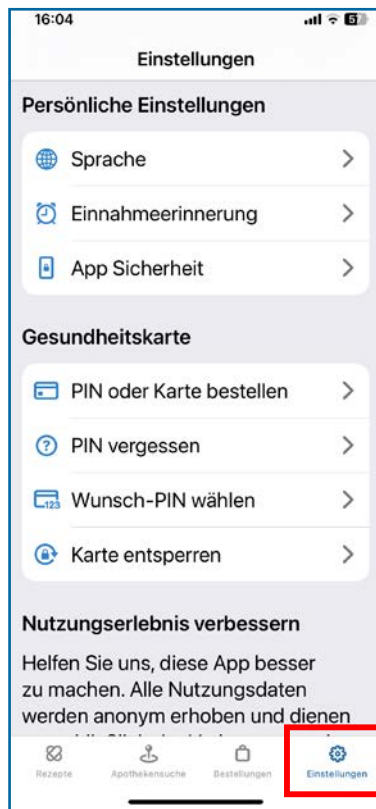 16:04
57
Einstellungen
Persönliche Einstellungen
Sprache
Einnahmeerinnerung
App Sicherheit
Gesundheitskarte
PIN oder Karte bestellen
PIN vergessen
123
Wunsch-PIN wählen
Karte entsperren
Nutzungserlebnis verbessern
Helfen Sie uns, diese App besser
zu machen. Alle Nutzungsdaten
werden anonym erhoben und dienen
Rezepte
Apothekensuche
Bestellungen
Einstellungen